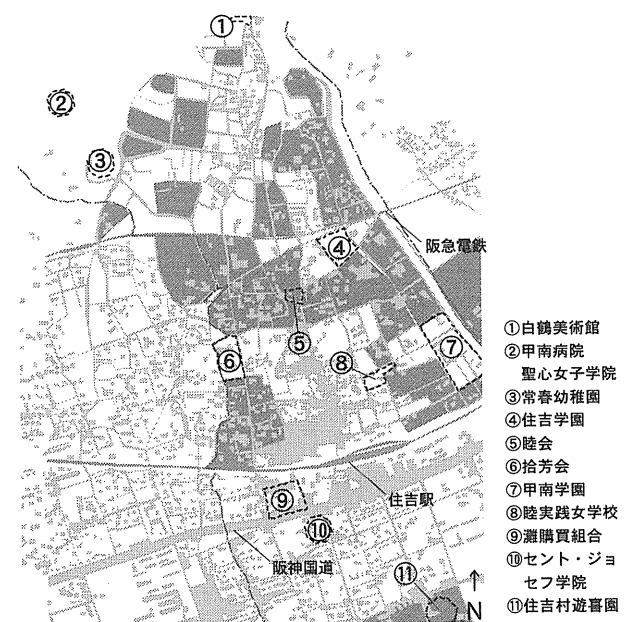 ①
②
③
④
阪急電鉄
⑤
⑥
⑦
⑧
住吉駅
⑨
⑩
阪神国道
⑪
↑
N
①白鶴美術館
②甲南病院
聖心女子学院
③常春幼稚園
④住吉学園
⑤睦会
⑥拾芳会
⑦甲南学園
⑧睦実践女学校
⑨灘購買組合
⑩セント・ジョ
セフ学院
⑪住吉村遊喜園